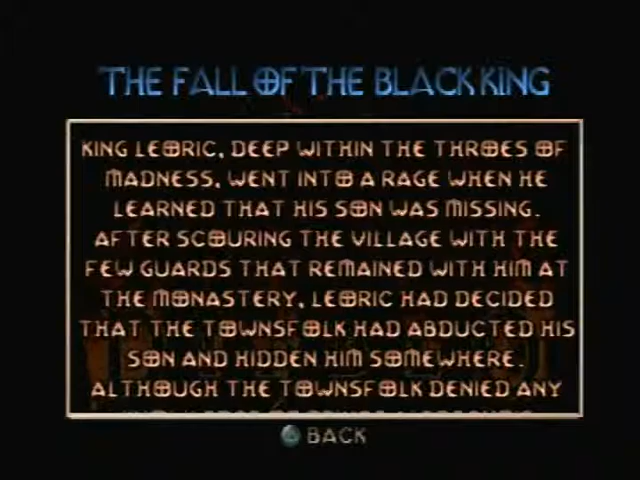 THE FALL OF THE BLACK KING
KING LEORIC, DEEP WITHIN THE THROES OF
MADNESS, WENT INTO A RAGE WHEN HE
LEARNED THAT HIS SON WAS MISSING.
AFTER SCOURING THE VILLAGE WITH THE
FEW GUARDS THAT REMAINED WITH HIM AT
THE MONASTERY, LEORIC HAD DECIDED
THAT THE TOWNSFOLK HAD ABDUCTED HIS
SON AND HIDDEN HIM SOMEWHERE.
ALTHOUGH THE TOWNSFOLK DENIED ANY
BACK